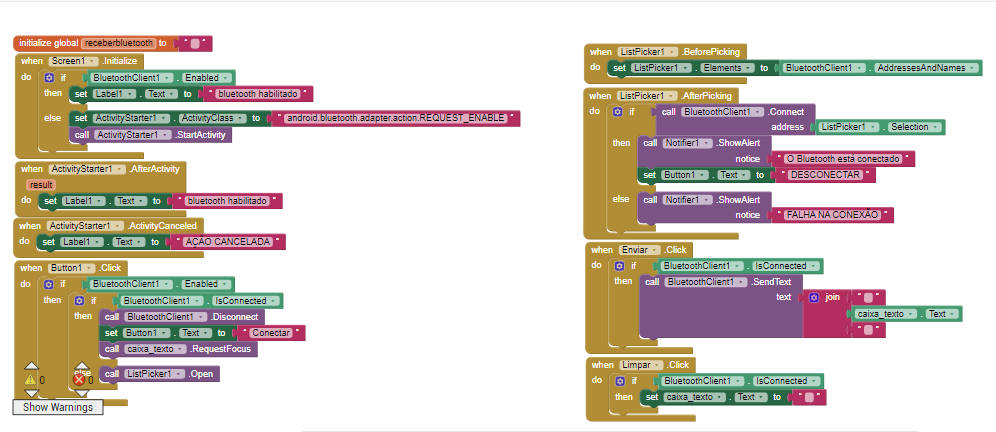 initialize global receberbluetooth to " "
when Screen1 .Initialize
do if BluetoothClient1 . Enabled
then set Label1 . Text to " bluetooth habilitado "
else set ActivityStarter1 . ActivityClass to " android.bluetooth.adapter.action.REQUEST_ENABLE "
call ActivityStarter1 .StartActivity
when ActivityStarter1 .AfterActivity
result
do set Label1 . Text to " bluetooth habilitado "
when ActivityStarter1 .ActivityCanceled
do set Label1 . Text to " AÇÃO CANCELADA "
when Button1 .Click
do if BluetoothClient1 . Enabled
then if BluetoothClient1 . IsConnected
then call BluetoothClient1 .Disconnect
set Button1 . Text to " Conectar "
call caixa_texto .RequestFocus
else call ListPicker1 .Open
0 0
Show Warnings
when ListPicker1 .BeforePicking
do set ListPicker1 . Elements to BluetoothClient1 . AddressesAndNames
when ListPicker1 .AfterPicking
do if call BluetoothClient1 .Connect
address ListPicker1 . Selection
then call Notifier1 .ShowAlert
notice " O Bluetooth está conectado "
set Button1 . Text to " DESCONECTAR "
else call Notifier1 .ShowAlert
notice " FALHA NA CONEXÃO "
when Enviar .Click
do if BluetoothClient1 . IsConnected
then call BluetoothClient1 .SendText
text join " "
caixa_texto . Text
" "
when Limpar .Click
do if BluetoothClient1 . IsConnected
then set caixa_texto . Text to " "